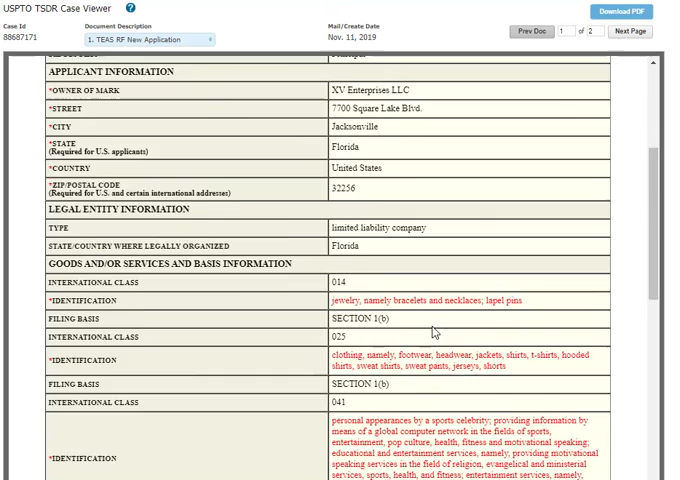 USPTO TSDR Case Viewer ?
Download PDF
Case Id Document Description Mail/Create Date
88687171 1. TEAS RF New Application Nov. 11, 2019
Prev Doc 1 of 2 Next Page
APPLICANT INFORMATION
*OWNER OF MARK XV Enterprises LLC
*STREET 7700 Square Lake Blvd.
*CITY Jacksonville
*STATE
(Required for U.S. applicants) Florida
*COUNTRY United States
*ZIP/POSTAL CODE
(Required for U.S. and certain international addresses) 32256
LEGAL ENTITY INFORMATION
TYPE limited liability company
STATE/COUNTRY WHERE LEGALLY ORGANIZED Florida
GOODS AND/OR SERVICES AND BASIS INFORMATION
INTERNATIONAL CLASS 014
*IDENTIFICATION jewelry, namely bracelets and necklaces; lapel pins
FILING BASIS SECTION 1(b)
INTERNATIONAL CLASS 025
*IDENTIFICATION clothing, namely, footwear, headwear, jackets, shirts, t-shirts, hooded
shirts, sweat shirts, sweat pants, jerseys, shorts
FILING BASIS SECTION 1(b)
INTERNATIONAL CLASS 041
*IDENTIFICATION personal appearances by a sports celebrity; providing information by
means of a global computer network in the fields of sports,
entertainment, pop culture, health, fitness and motivational speaking;
educational and entertainment services, namely, providing motivational
speaking services in the field of religion, evangelical and ministerial
services, sports, health, and fitness; entertainment services, namely,